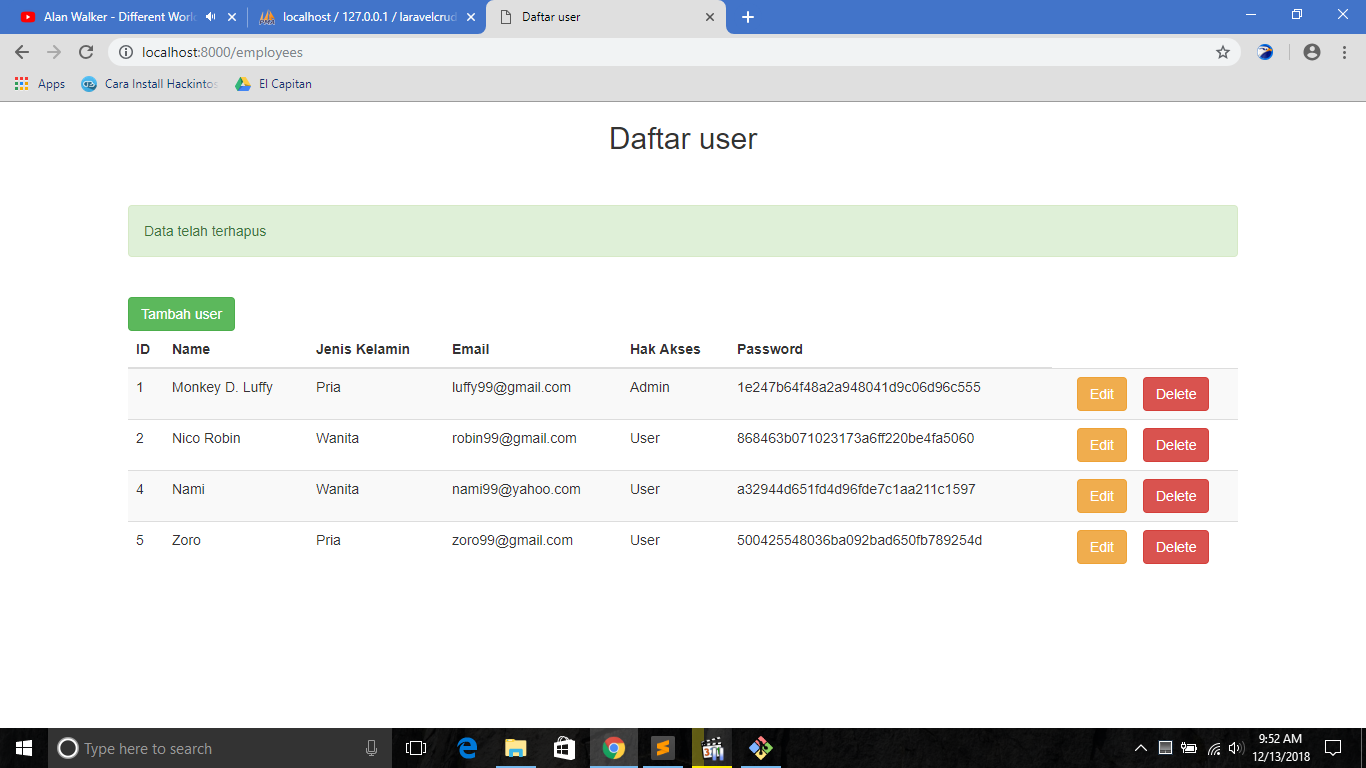 Alan Walker - Different Worl
localhost / 127.0.0.1 / laravelcrud
Daftar user
localhost:8000/employees
Apps
Cara Install Hackintos
El Capitan
Daftar user
Data telah terhapus
Tambah user
ID Name Jenis Kelamin Email Hak Akses Password
1 Monkey D. Luffy Pria luffy99@gmail.com Admin 1e247b64f48a2a948041d9c06d96c555 Edit Delete
2 Nico Robin Wanita robin99@gmail.com User 868463b071023173a6ff220be4fa5060 Edit Delete
4 Nami Wanita nami99@yahoo.com User a32944d651fd4d96fde7c1aa211c1597 Edit Delete
5 Zoro Pria zoro99@gmail.com User 500425548036ba092bad650fb789254d Edit Delete
Type here to search
9:52 AM
12/13/2018